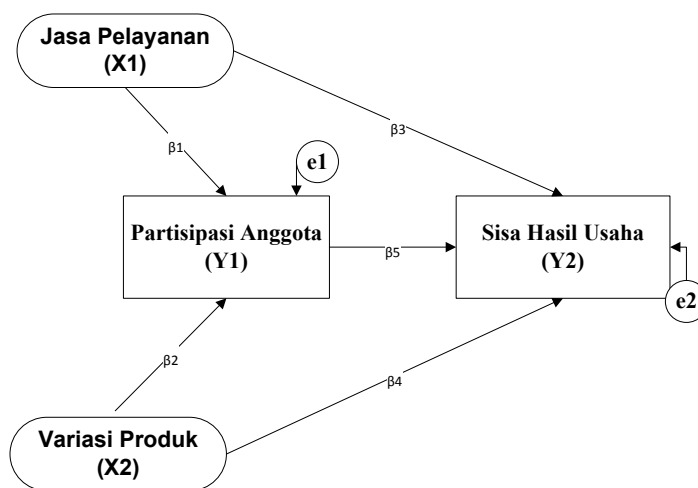 Jasa Pelayanan
(X1)
β3
β1
e1
Partisipasi Anggota
(Y1)
β5
Sisa Hasil Usaha
(Y2)
e2
β2
β4
Variasi Produk
(X2)